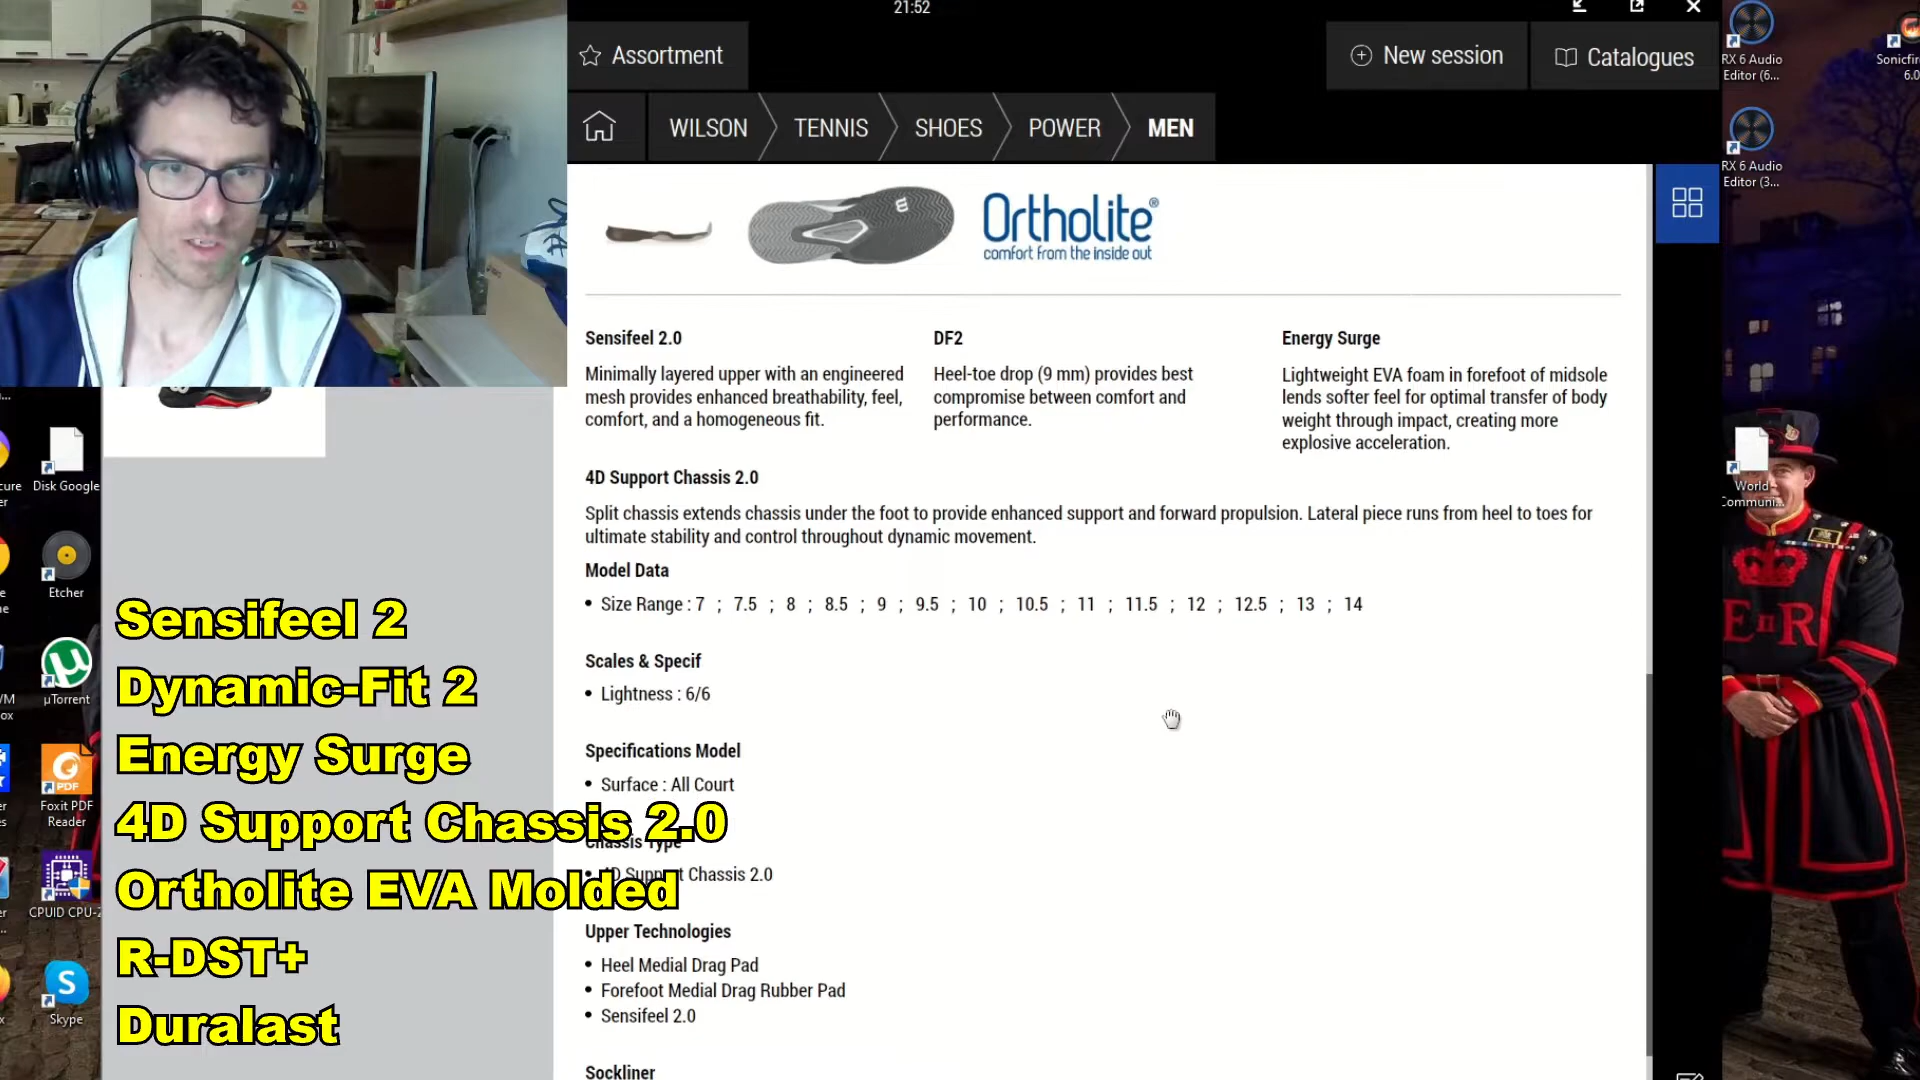 21:52
Assortment
New session
Catalogues
WILSON
TENNIS
SHOES
POWER
MEN
Ortholite®
comfort from the inside out
Sensifeel 2.0
Minimally layered upper with an engineered
mesh provides enhanced breathability, feel,
comfort, and a homogeneous fit.
DF2
Heel-toe drop (9 mm) provides best
compromise between comfort and
performance.
Energy Surge
Lightweight EVA foam in forefoot of midsole
lends softer feel for optimal transfer of body
weight through impact, creating more
explosive acceleration.
4D Support Chassis 2.0
Split chassis extends chassis under the foot to provide enhanced support and forward propulsion. Lateral piece runs from heel to toes for
ultimate stability and control throughout dynamic movement.
Model Data
• Size Range : 7 ; 7.5 ; 8 ; 8.5 ; 9 ; 9.5 ; 10 ; 10.5 ; 11 ; 11.5 ; 12 ; 12.5 ; 13 ; 14
Scales & Specif
• Lightness : 6/6
Specifications Model
• Surface : All Court
Chassis Type
• 4D Support Chassis 2.0
Upper Technologies
• Heel Medial Drag Pad
• Forefoot Medial Drag Rubber Pad
• Sensifeel 2.0
Sockliner
Sensifeel 2
Dynamic-Fit 2
Energy Surge
4D Support Chassis 2.0
Ortholite EVA Molded
R-DST+
Duralast
Disk Google
Etcher
µTorrent
Foxit PDF
Reader
CPUID CPU-Z
Skype
RX 6 Audio
Editor (6...
RX 6 Audio
Editor (3...
Sonicfire
6.0
World
Communi...
E II R